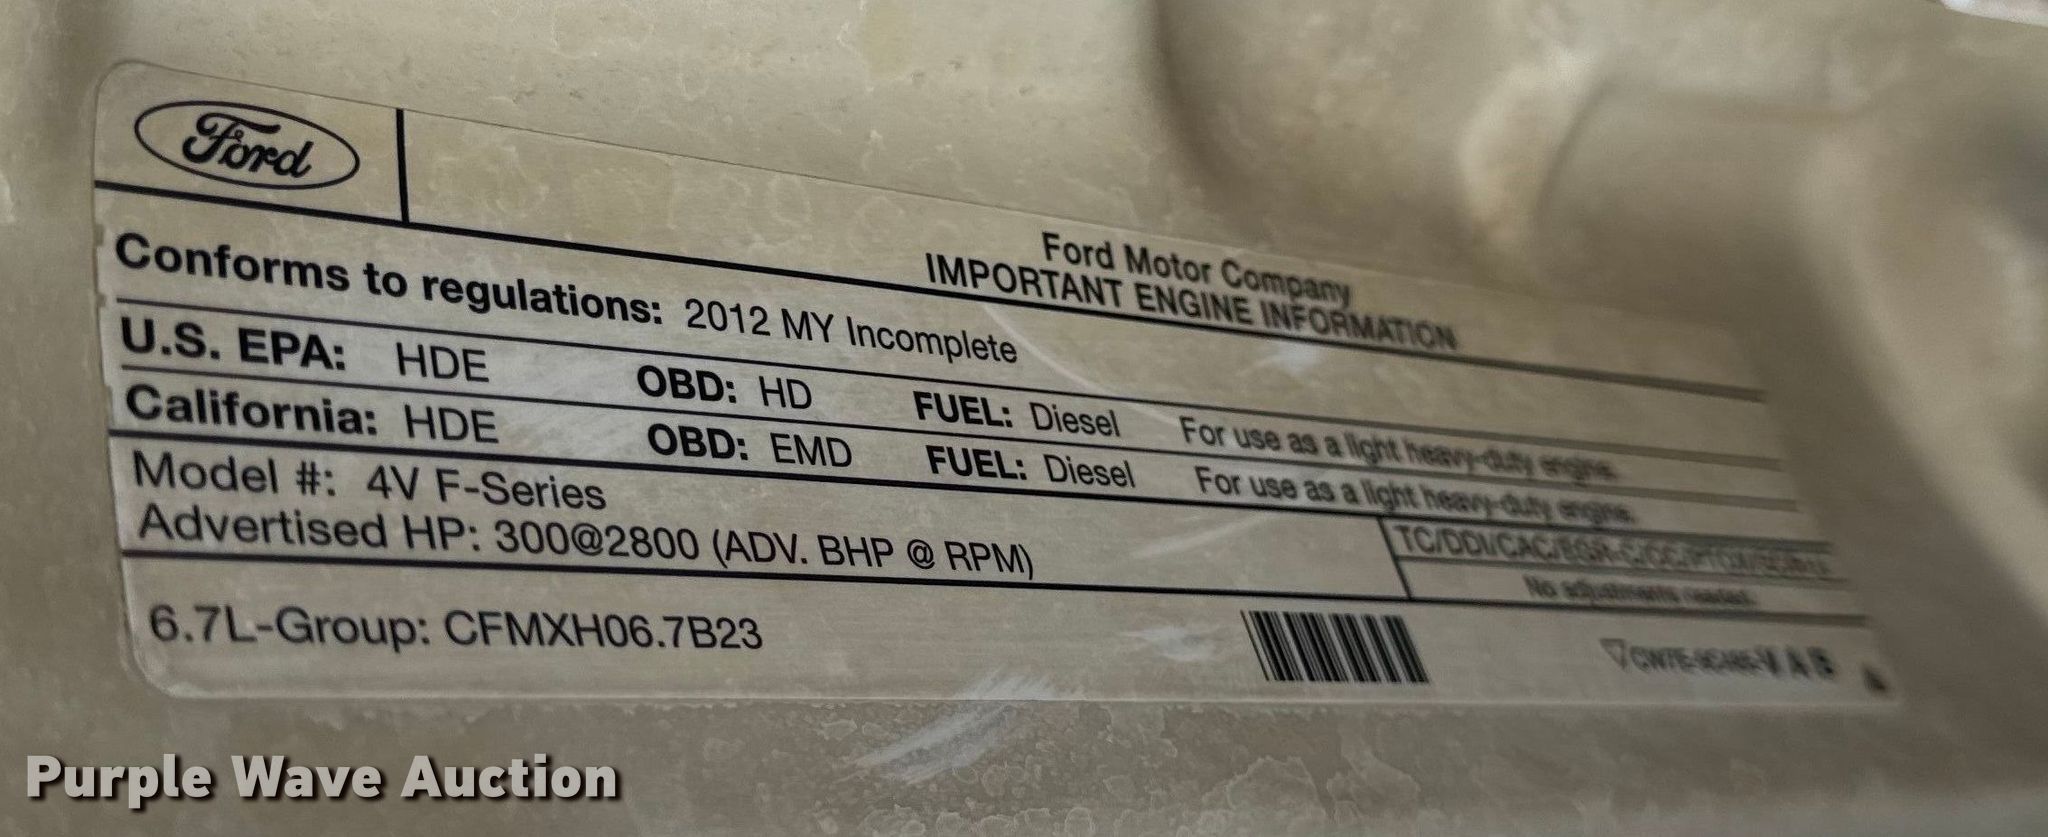 Ford
Ford Motor Company
IMPORTANT ENGINE INFORMATION
Conforms to regulations: 2012 MY Incomplete
U.S. EPA: HDE OBD: HD FUEL: Diesel For use as a light heavy-duty engine.
California: HDE OBD: EMD FUEL: Diesel For use as a light heavy-duty engine.
Model #: 4V F-Series
Advertised HP: 300@2800 (ADV. BHP @ RPM)
No adjustments needed.
6.7L-Group: CFMXH06.7B23
Purple Wave Auction